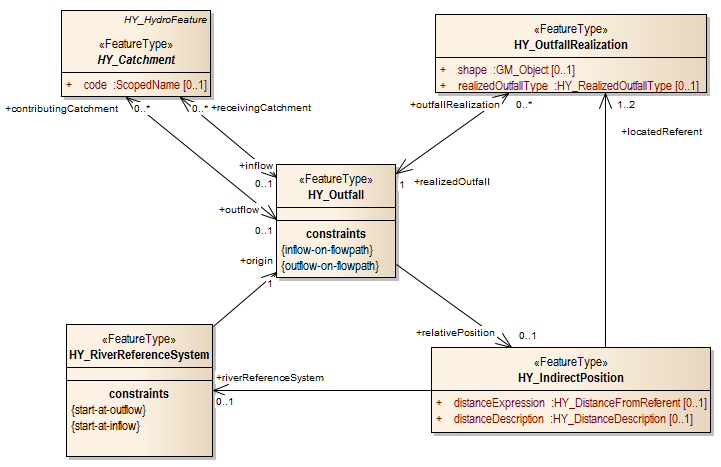 HY_HydroFeature
«FeatureType»
HY_Catchment
+ code :ScopedName [0..1]
«FeatureType»
HY_OutfallRealization
+ shape :GM_Object [0..1]
+ realizedOutfallType :HY_RealizedOutfallType [0..1]
+contributingCatchment 0..*
0..* +receivingCatchment
+outfallRealization 0..*
1..2
+locatedReferent
+inflow
0..1
«FeatureType»
HY_Outfall
constraints
{inflow-on-flowpath}
{outflow-on-flowpath}
1 +realizedOutfall
+outflow
0..1
+origin
1
+relativePosition 0..1
«FeatureType»
HY_RiverReferenceSystem
constraints
{start-at-outflow}
{start-at-inflow}
+riverReferenceSystem
0..1
«FeatureType»
HY_IndirectPosition
+ distanceExpression :HY_DistanceFromReferent [0..1]
+ distanceDescription :HY_DistanceDescription [0..1]